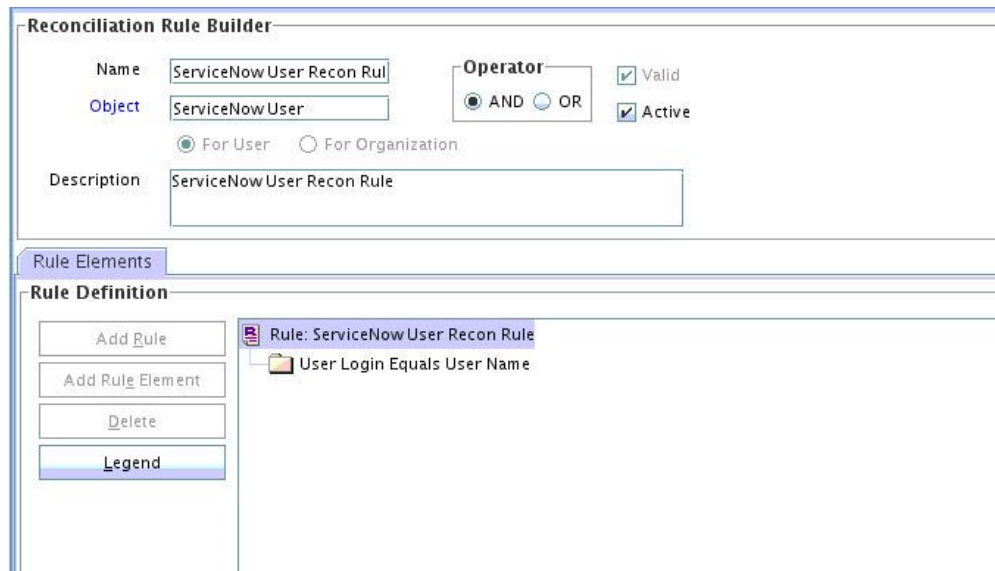 Reconciliation Rule Builder
Name ServiceNow User Recon Rul
Operator
AND OR
Valid
Object ServiceNow User
Active
For User For Organization
Description ServiceNow User Recon Rule
Rule Elements
Rule Definition
Add Rule
Add Rule Element
Delete
Legend
Rule: ServiceNow User Recon Rule
User Login Equals User Name